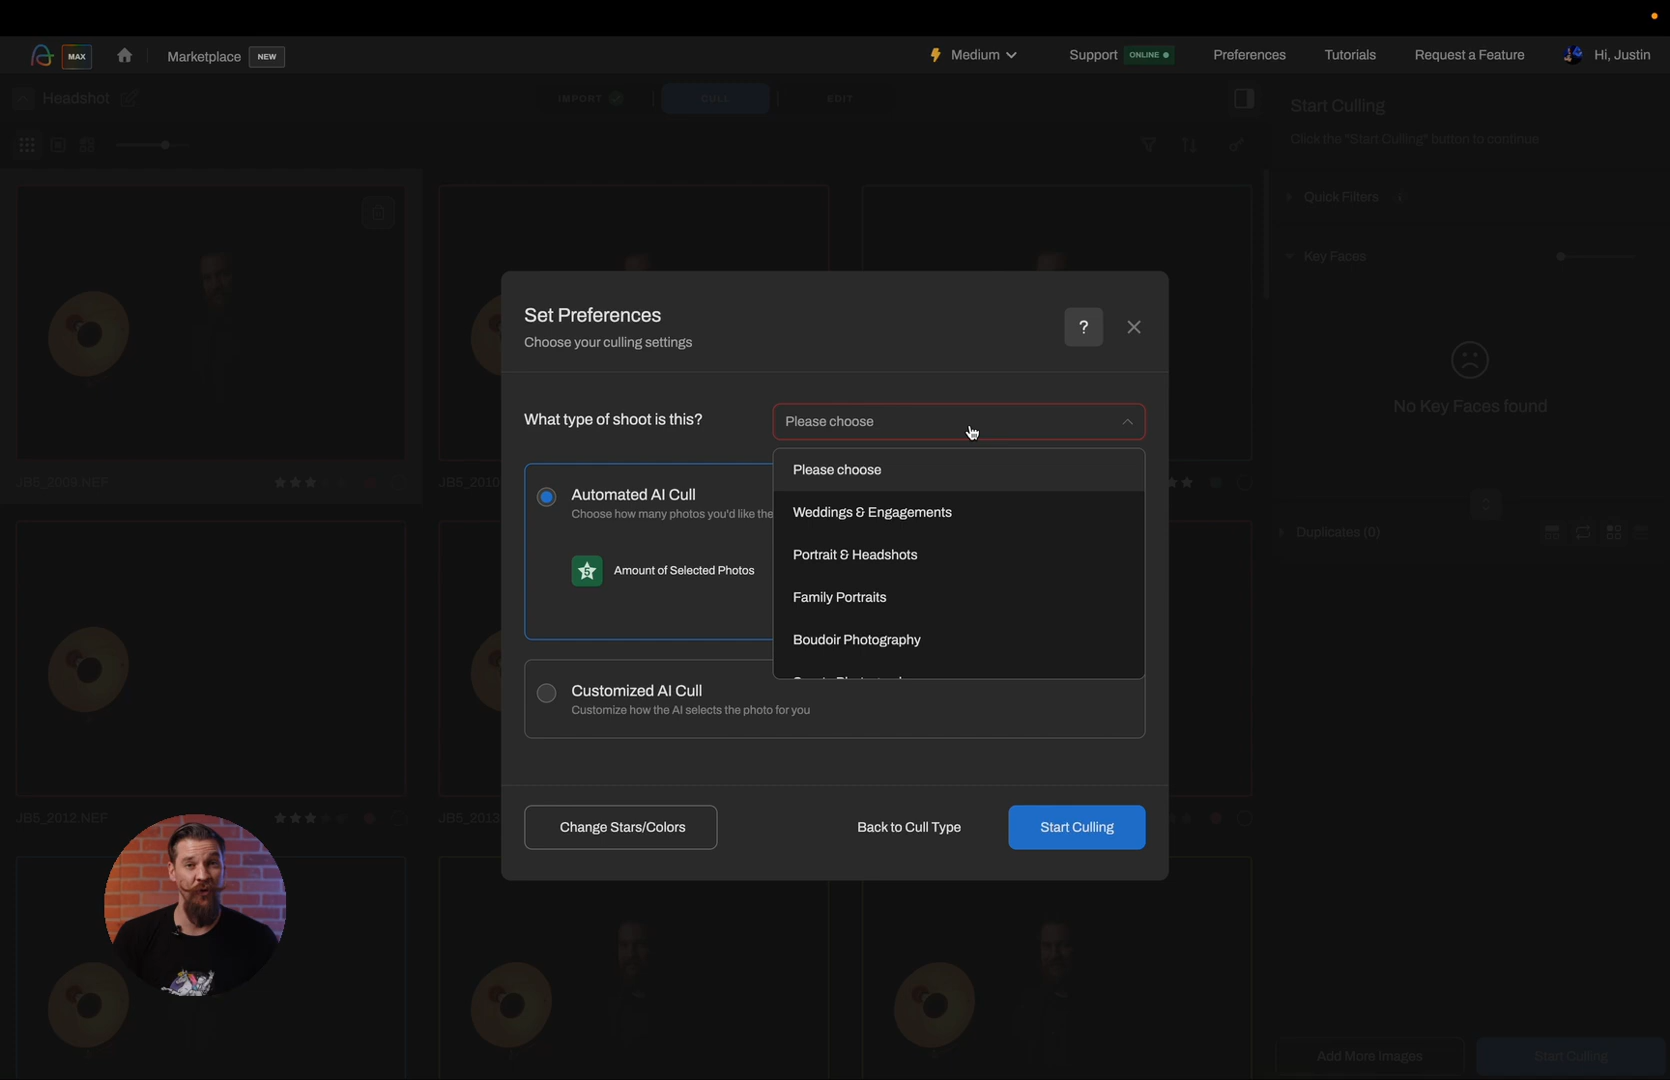 MAX
Marketplace NEW
Medium
Support ONLINE
Preferences
Tutorials
Request a Feature
Hi, Justin
Headshot
IMPORT
CULL
EDIT
Start Culling
Click the "Start Culling" button to continue
Quick Filters
Key Faces
No Key Faces found
Duplicates (0)
JB5_2009.NEF
JB5_2010
JB5_2012.NEF
JB5_2013
Set Preferences
Choose your culling settings
?
What type of shoot is this?
Please choose
Please choose
Weddings & Engagements
Portrait & Headshots
Family Portraits
Boudoir Photography
Automated AI Cull
Choose how many photos you'd like the
5
Amount of Selected Photos
Customized AI Cull
Customize how the AI selects the photo for you
Change Stars/Colors
Back to Cull Type
Start Culling
Add More Images
Start Culling